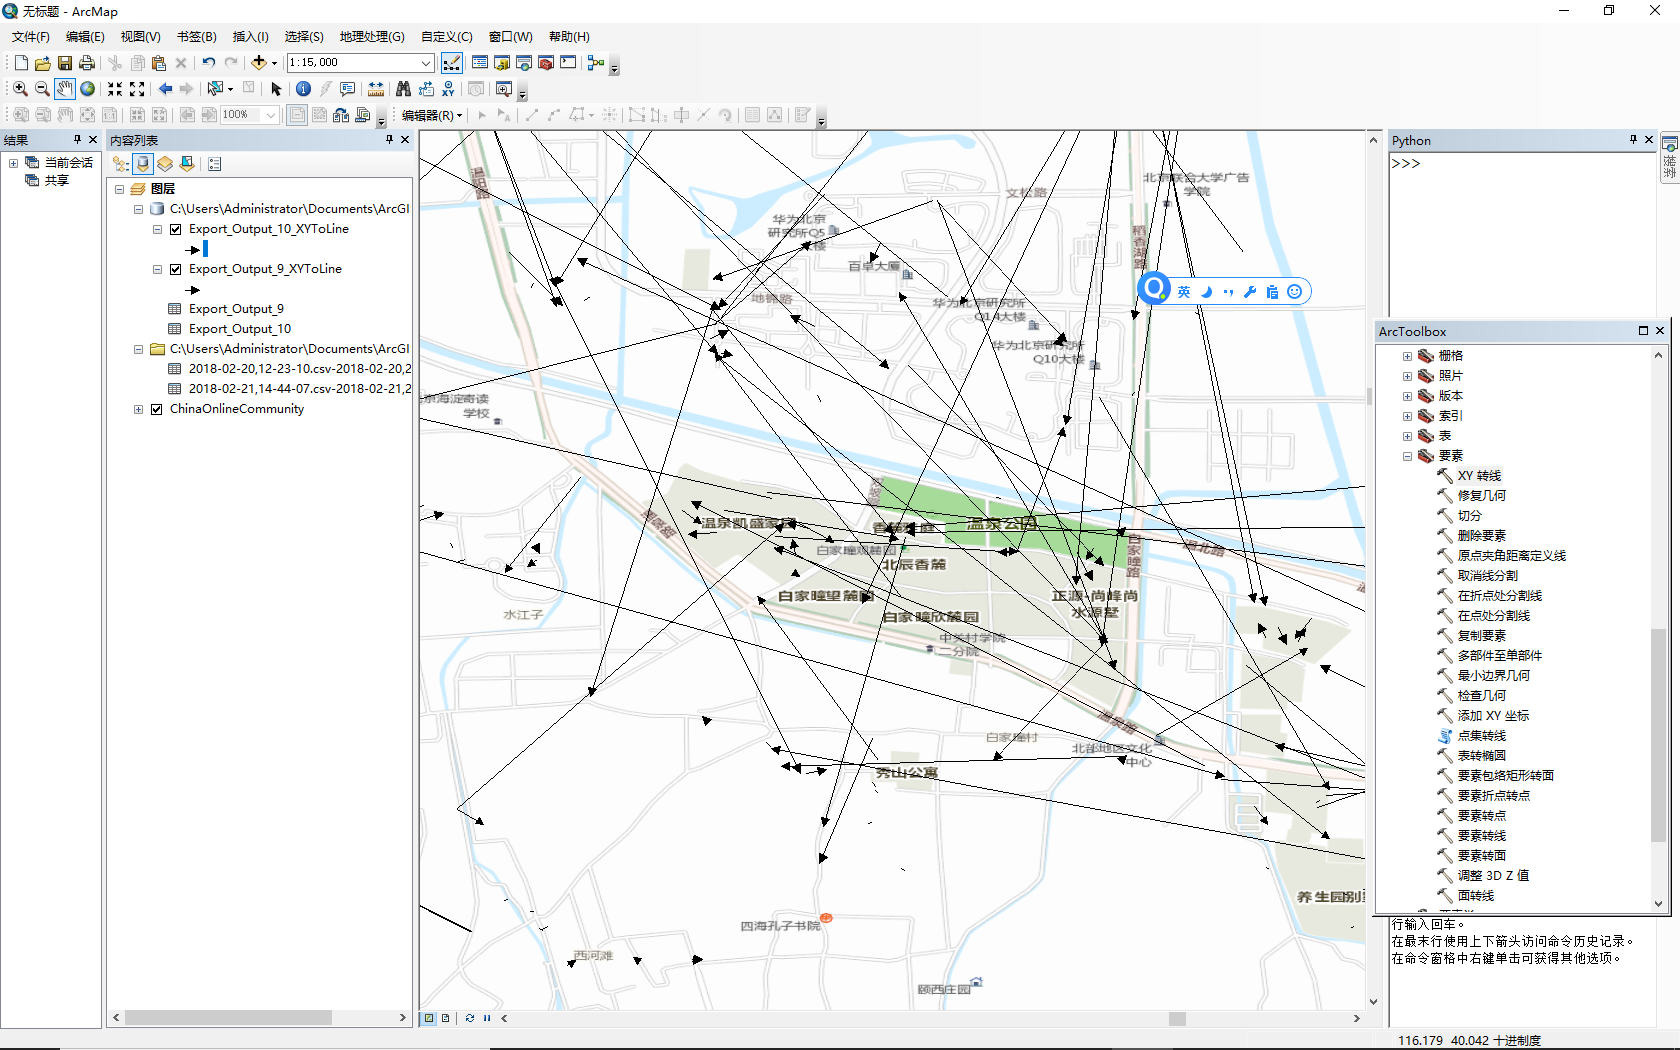 无标题 - ArcMap
文件(F) 编辑(E) 视图(V) 书签(B) 插入(I) 选择(S) 地理处理(G) 自定义(C) 窗口(W) 帮助(H)
1:15,000
100%
编辑器(R)
结果
当前会话
共享
内容列表
图层
C:\Users\Administrator\Documents\ArcGI
Export_Output_10_XYToLine
Export_Output_9_XYToLine
Export_Output_9
Export_Output_10
C:\Users\Administrator\Documents\ArcGI
2018-02-20,12-23-10.csv-2018-02-20,2
2018-02-21,14-44-07.csv-2018-02-21,2
ChinaOnlineCommunity
温阳路
文松路
北京联合大学广告
学院
华为北京
研究所Q5
楼
稻香湖路
百卓大厦
地锦路
华为北京研究所
Q14大楼
华为北京研究所
Q10大楼
英
京海淀寄读
学校
温泉凯盛家园
温泉公园
白家疃观麓园
北辰香麓
白家疃路
温北路
白家疃望麓园
正源·尚峰尚
水源墅
白家疃欣麓园
水江子
中关村学院
二分院
温泉路
白家疃村
北部地区文化
中心
秀山公寓
养生园别墅
四海孔子书院
西河滩
颐西庄园
Python
>>>
ArcToolbox
栅格
照片
版本
索引
表
要素
XY 转线
修复几何
切分
删除要素
原点夹角距离定义线
取消线分割
在折点处分割线
在点处分割线
复制要素
多部件至单部件
最小边界几何
检查几何
添加 XY 坐标
点集转线
表转椭圆
要素包络矩形转面
要素折点转点
要素转点
要素转线
要素转面
调整 3D Z 值
面转线
行输入回车。
在最末行使用上下箭头访问命令历史记录。
在命令窗格中右键单击可获得其他选项。
116.179 40.042 十进制度